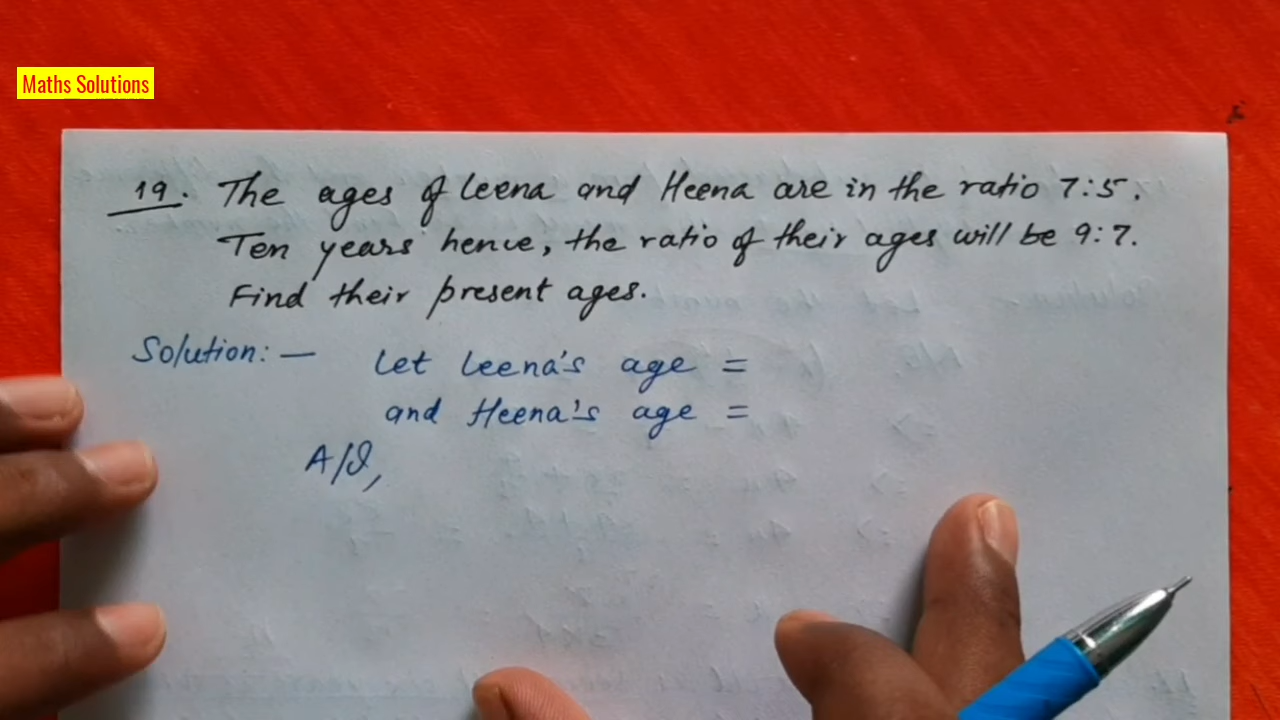 Maths Solutions
19. The ages of Leena and Heena are in the ratio 7:5.
Ten years hence, the ratio of their ages will be 9:7.
Find their present ages.
Solution:— Let Leena's age =
and Heena's age =
A/Q,